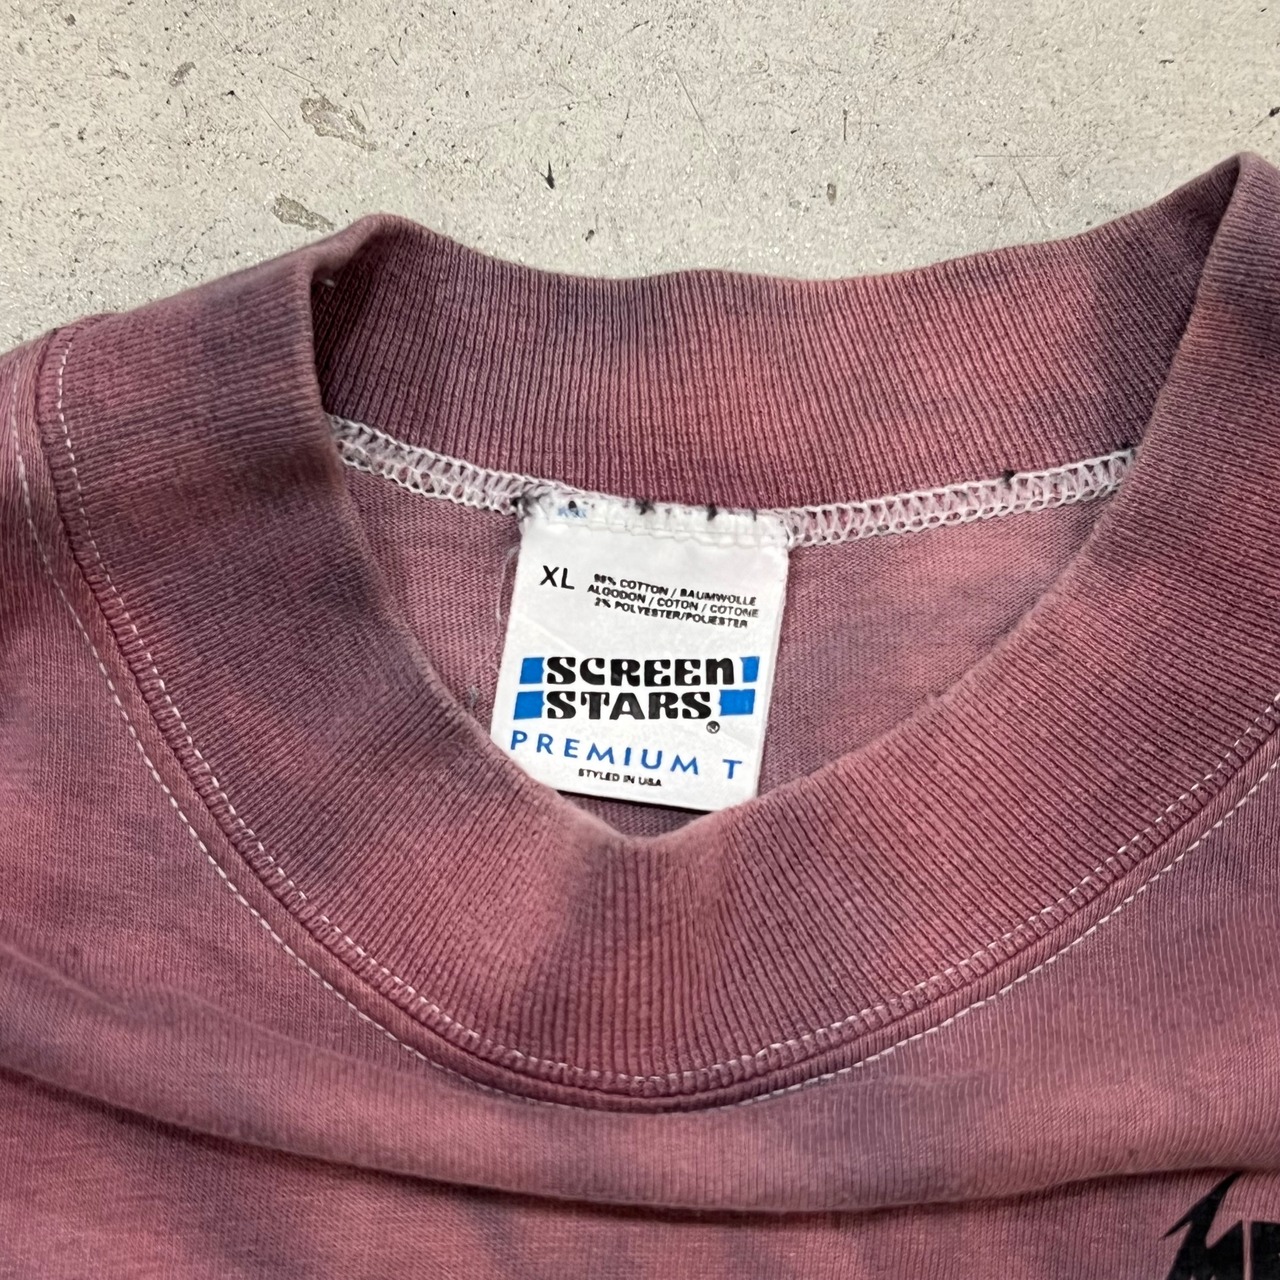 XL
98% COTTON / BAUMWOLLE
ALGODON / COTON / COTONE
2% POLYESTER/POLIESTER
SCREEN
STARS
PREMIUM T
STYLED IN USA